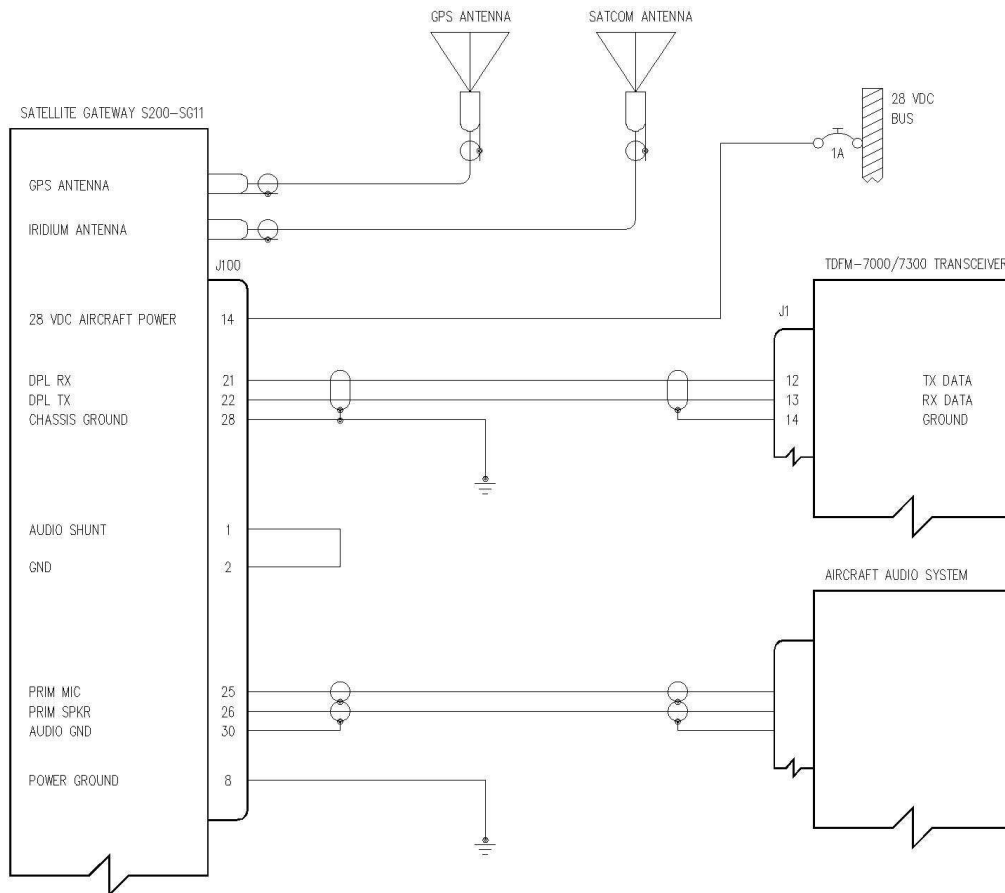 GPS ANTENNA
SATCOM ANTENNA
SATELLITE GATEWAY S200-SG11
28 VDC
BUS
1A
GPS ANTENNA
IRIDIUM ANTENNA
J100
TDFM-7000/7300 TRANSCEIVER
J1
28 VDC AIRCRAFT POWER 14
DPL RX 21 12 TX DATA
DPL TX 22 13 RX DATA
CHASSIS GROUND 28 14 GROUND
AUDIO SHUNT 1
GND 2
AIRCRAFT AUDIO SYSTEM
PRIM MIC 25
PRIM SPKR 26
AUDIO GND 30
POWER GROUND 8